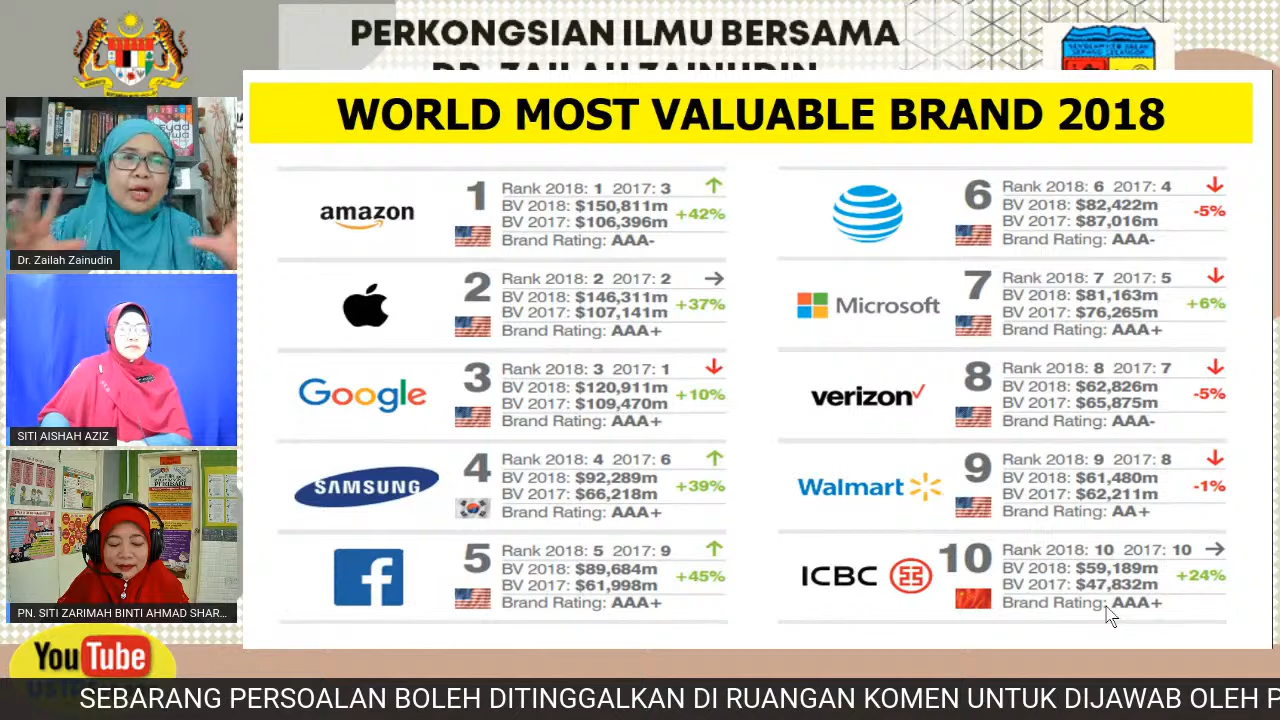 PERKONGSIAN ILMU BERSAMA
DR. ZAILAH ZAINUDIN
WORLD MOST VALUABLE BRAND 2018
amazon
1
Rank 2018: 1 2017: 3
BV 2018: $150,811m
BV 2017: $106,396m
+42%
Brand Rating: AAA-
2
Rank 2018: 2 2017: 2
BV 2018: $146,311m
BV 2017: $107,141m
+37%
Brand Rating: AAA+
Google
3
Rank 2018: 3 2017: 1
BV 2018: $120,911m
BV 2017: $109,470m
+10%
Brand Rating: AAA+
SAMSUNG
4
Rank 2018: 4 2017: 6
BV 2018: $92,289m
BV 2017: $66,218m
+39%
Brand Rating: AAA+
f
5
Rank 2018: 5 2017: 9
BV 2018: $89,684m
BV 2017: $61,998m
+45%
Brand Rating: AAA+
6
Rank 2018: 6 2017: 4
BV 2018: $82,422m
BV 2017: $87,016m
-5%
Brand Rating: AAA-
Microsoft
7
Rank 2018: 7 2017: 5
BV 2018: $81,163m
BV 2017: $76,265m
+6%
Brand Rating: AAA+
verizon
8
Rank 2018: 8 2017: 7
BV 2018: $62,826m
BV 2017: $65,875m
-5%
Brand Rating: AAA-
Walmart
9
Rank 2018: 9 2017: 8
BV 2018: $61,480m
BV 2017: $62,211m
-1%
Brand Rating: AA+
ICBC
10
Rank 2018: 10 2017: 10
BV 2018: $59,189m
BV 2017: $47,832m
+24%
Brand Rating: AAA+
Dr. Zailah Zainudin
SITI AISHAH AZIZ
PN. SITI ZARIMAH BINTI AHMAD SHAR...
YouTube
SEBARANG PERSOALAN BOLEH DITINGGALKAN DI RUANGAN KOMEN UNTUK DIJAWAB OLEH P